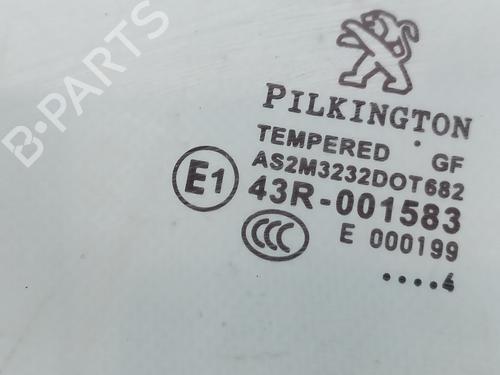 B-PARTS
PILKINGTON
TEMPERED GF
AS2M3232DOT682
E1 43R-001583
CCC E 000199
....4